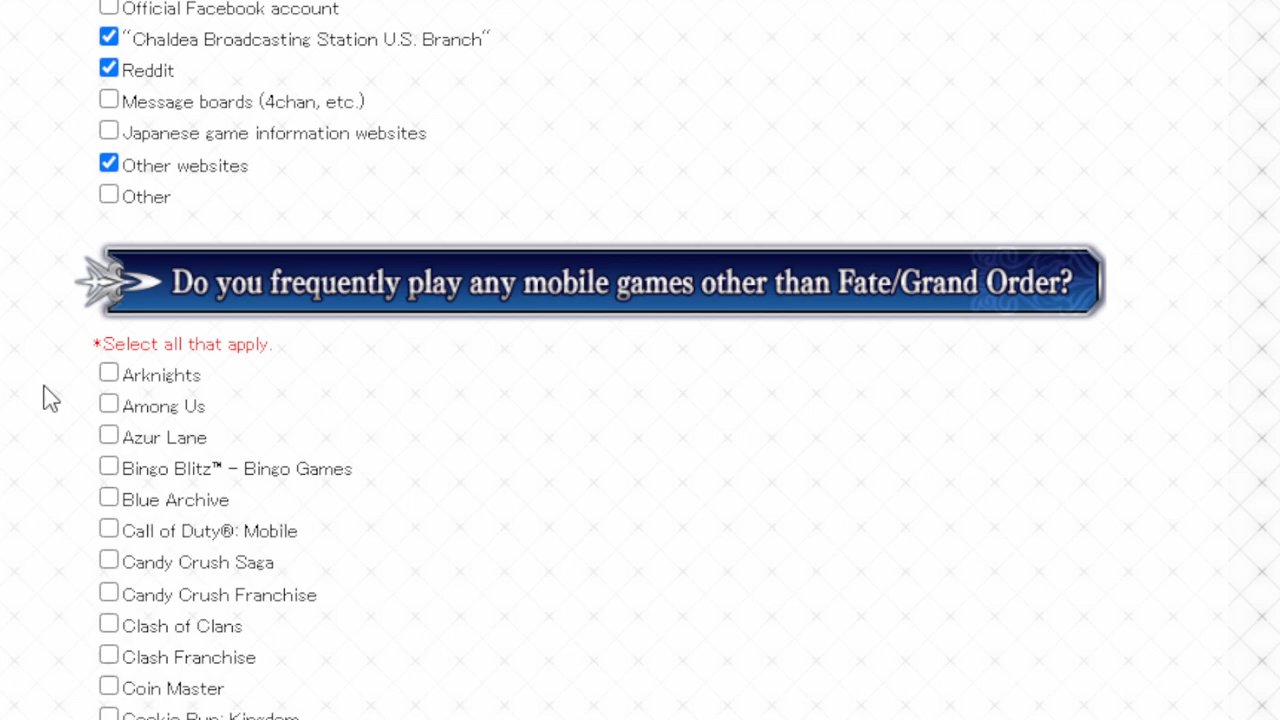 Official Facebook account
"Chaldea Broadcasting Station U.S. Branch"
Reddit
Message boards (4chan, etc.)
Japanese game information websites
Other websites
Other
Do you frequently play any mobile games other than Fate/Grand Order?
*Select all that apply.
Arknights
Among Us
Azur Lane
Bingo Blitz™ - Bingo Games
Blue Archive
Call of Duty®: Mobile
Candy Crush Saga
Candy Crush Franchise
Clash of Clans
Clash Franchise
Coin Master
Cookie Run: Kingdom